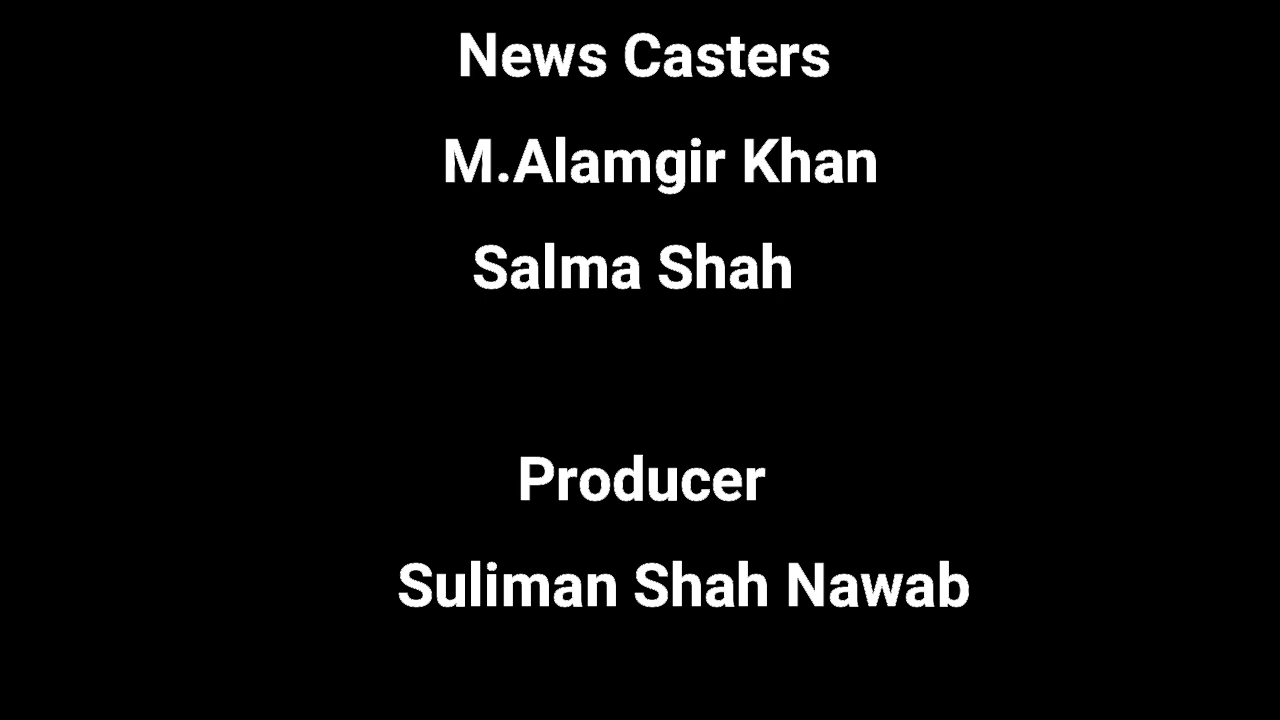 News Casters
M.Alamgir Khan
Salma Shah
Producer
Suliman Shah Nawab